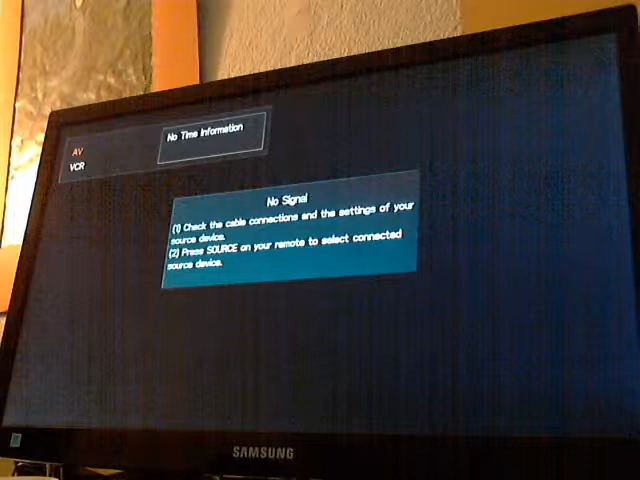 No Time Information
AV
VCR
No Signal
(1) Check the cable connections and the settings of your
source device.
(2) Press SOURCE on your remote to select connected
source device.
SAMSUNG